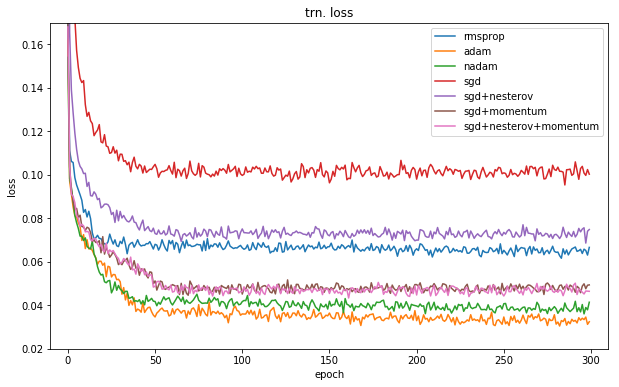 trn. loss
loss
0.16
0.14
0.12
0.10
0.08
0.06
0.04
0.02
rmsprop
adam
nadam
sgd
sgd+nesterov
sgd+momentum
sgd+nesterov+momentum
0 50 100 150 200 250 300
epoch